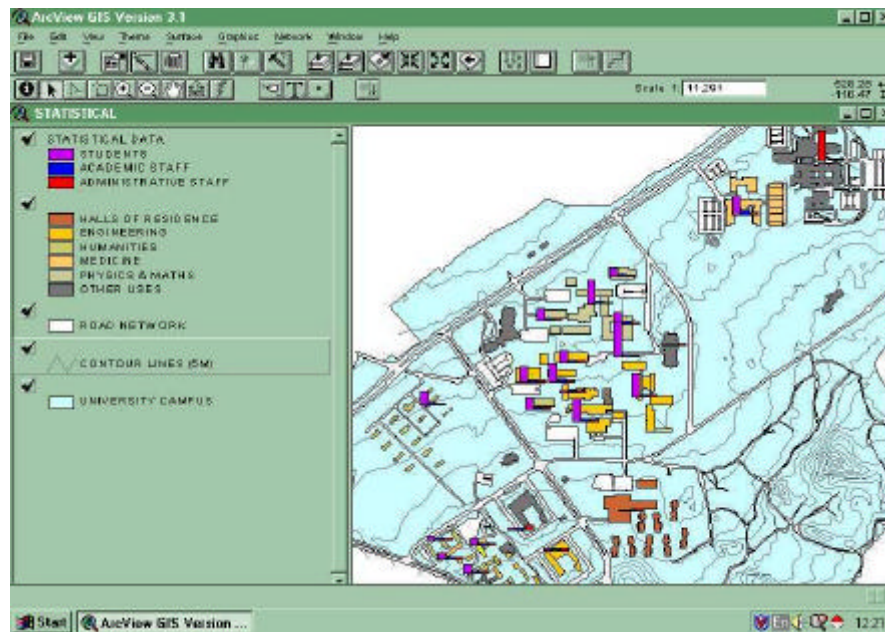 ArcView GIS Version 3.1
File Edit View Theme Surface Graphics Network Window Help
Scale 1: 11,291
STATISTICAL
STATISTICAL DATA
STUDENTS
ACADEMIC STAFF
ADMINISTRATIVE STAFF
HALLS OF RESIDENCE
ENGINEERING
HUMANITIES
MEDICINE
PHYSICS & MATHS
OTHER USES
ROAD NETWORK
CONTOUR LINES (5M)
UNIVERSITY CAMPUS
Start ArcView GIS Version ... 12:21